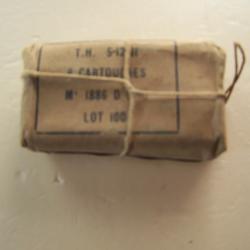 T.H. 5-12
8 CARTOUCHES
Mle 1886 D
LOT 100